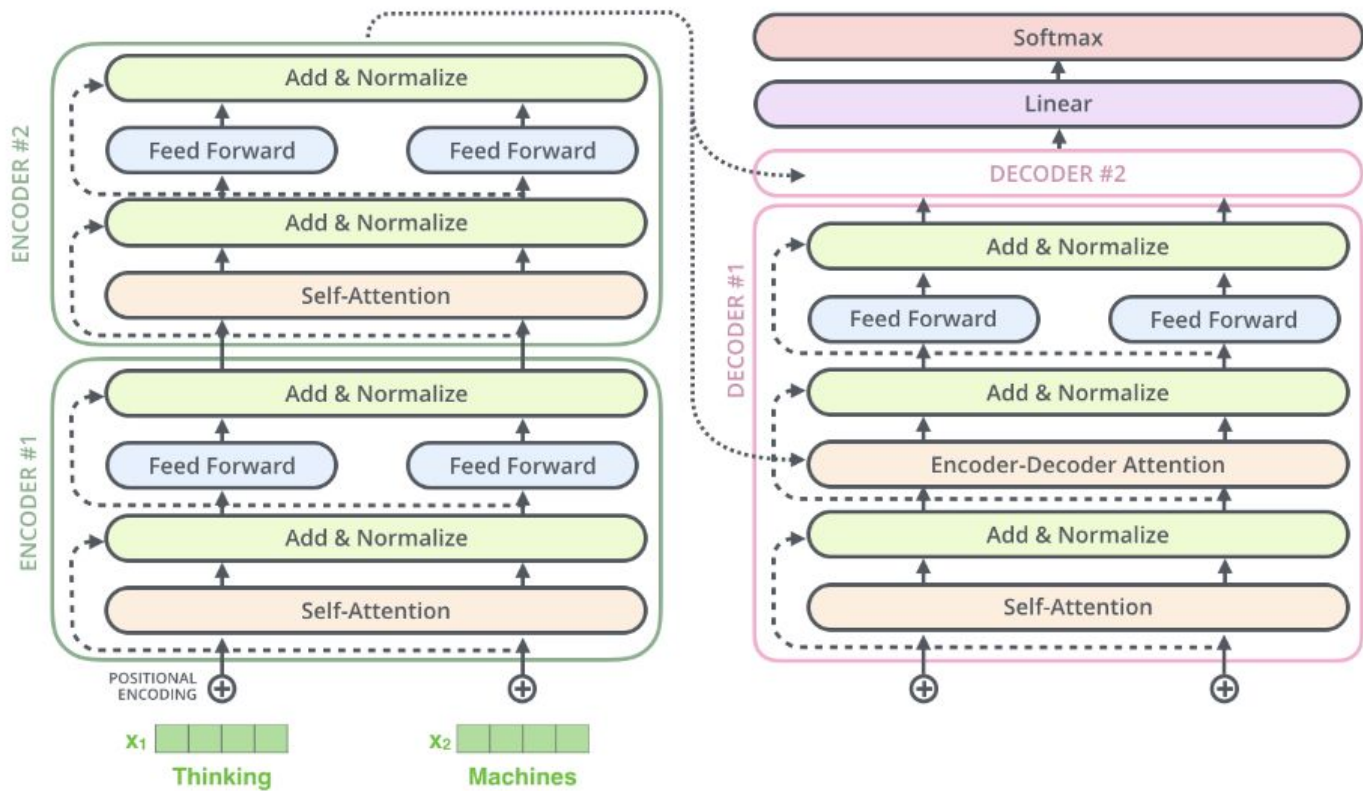 ENCODER #2
Add & Normalize
Feed Forward
Feed Forward
Add & Normalize
Self-Attention
ENCODER #1
Add & Normalize
Feed Forward
Feed Forward
Add & Normalize
Self-Attention
POSITIONAL
ENCODING
x₁
x₂
Thinking
Machines
Softmax
Linear
DECODER #2
DECODER #1
Add & Normalize
Feed Forward
Feed Forward
Add & Normalize
Encoder-Decoder Attention
Add & Normalize
Self-Attention